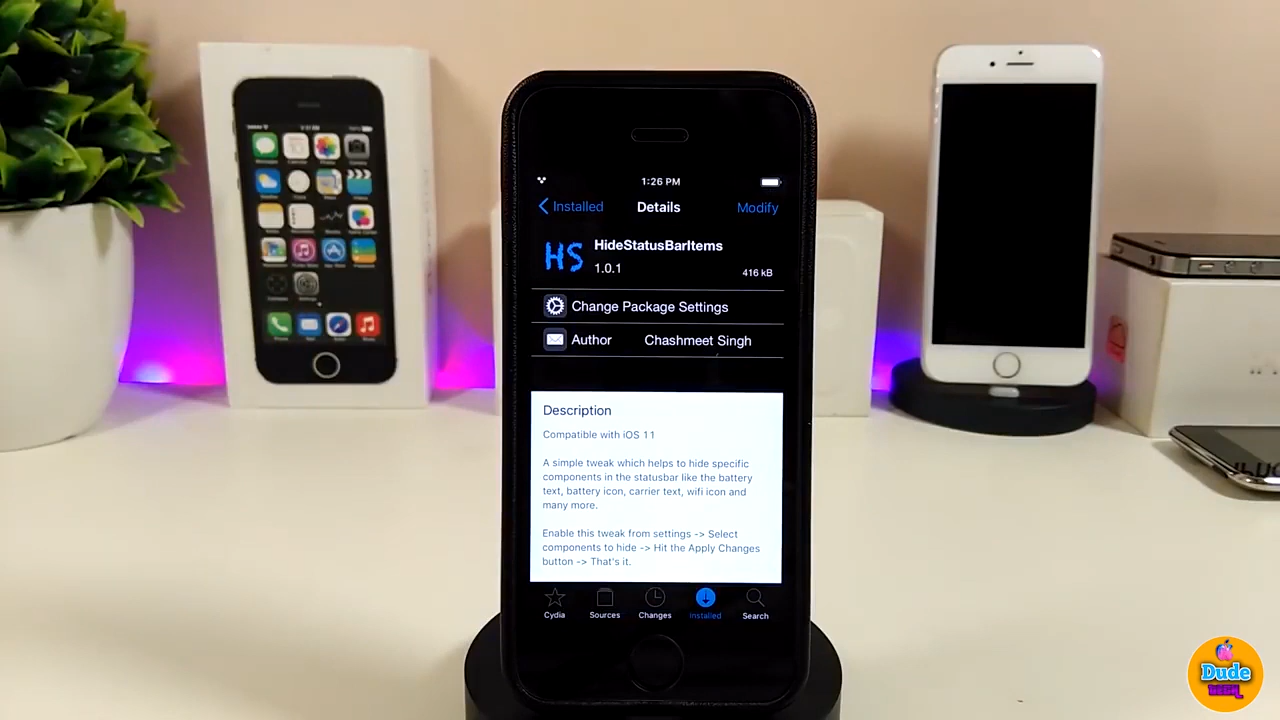 1:26 PM
Installed
Details
Modify
HS
HideStatusBarItems
1.0.1
416 kB
Change Package Settings
Author
Chashmeet Singh
Description
Compatible with iOS 11
A simple tweak which helps to hide specific
components in the statusbar like the battery
text, battery icon, carrier text, wifi icon and
many more.
Enable this tweak from settings -> Select
components to hide -> Hit the Apply Changes
button -> That's it.
Cydia
Sources
Changes
Installed
Search
Dude